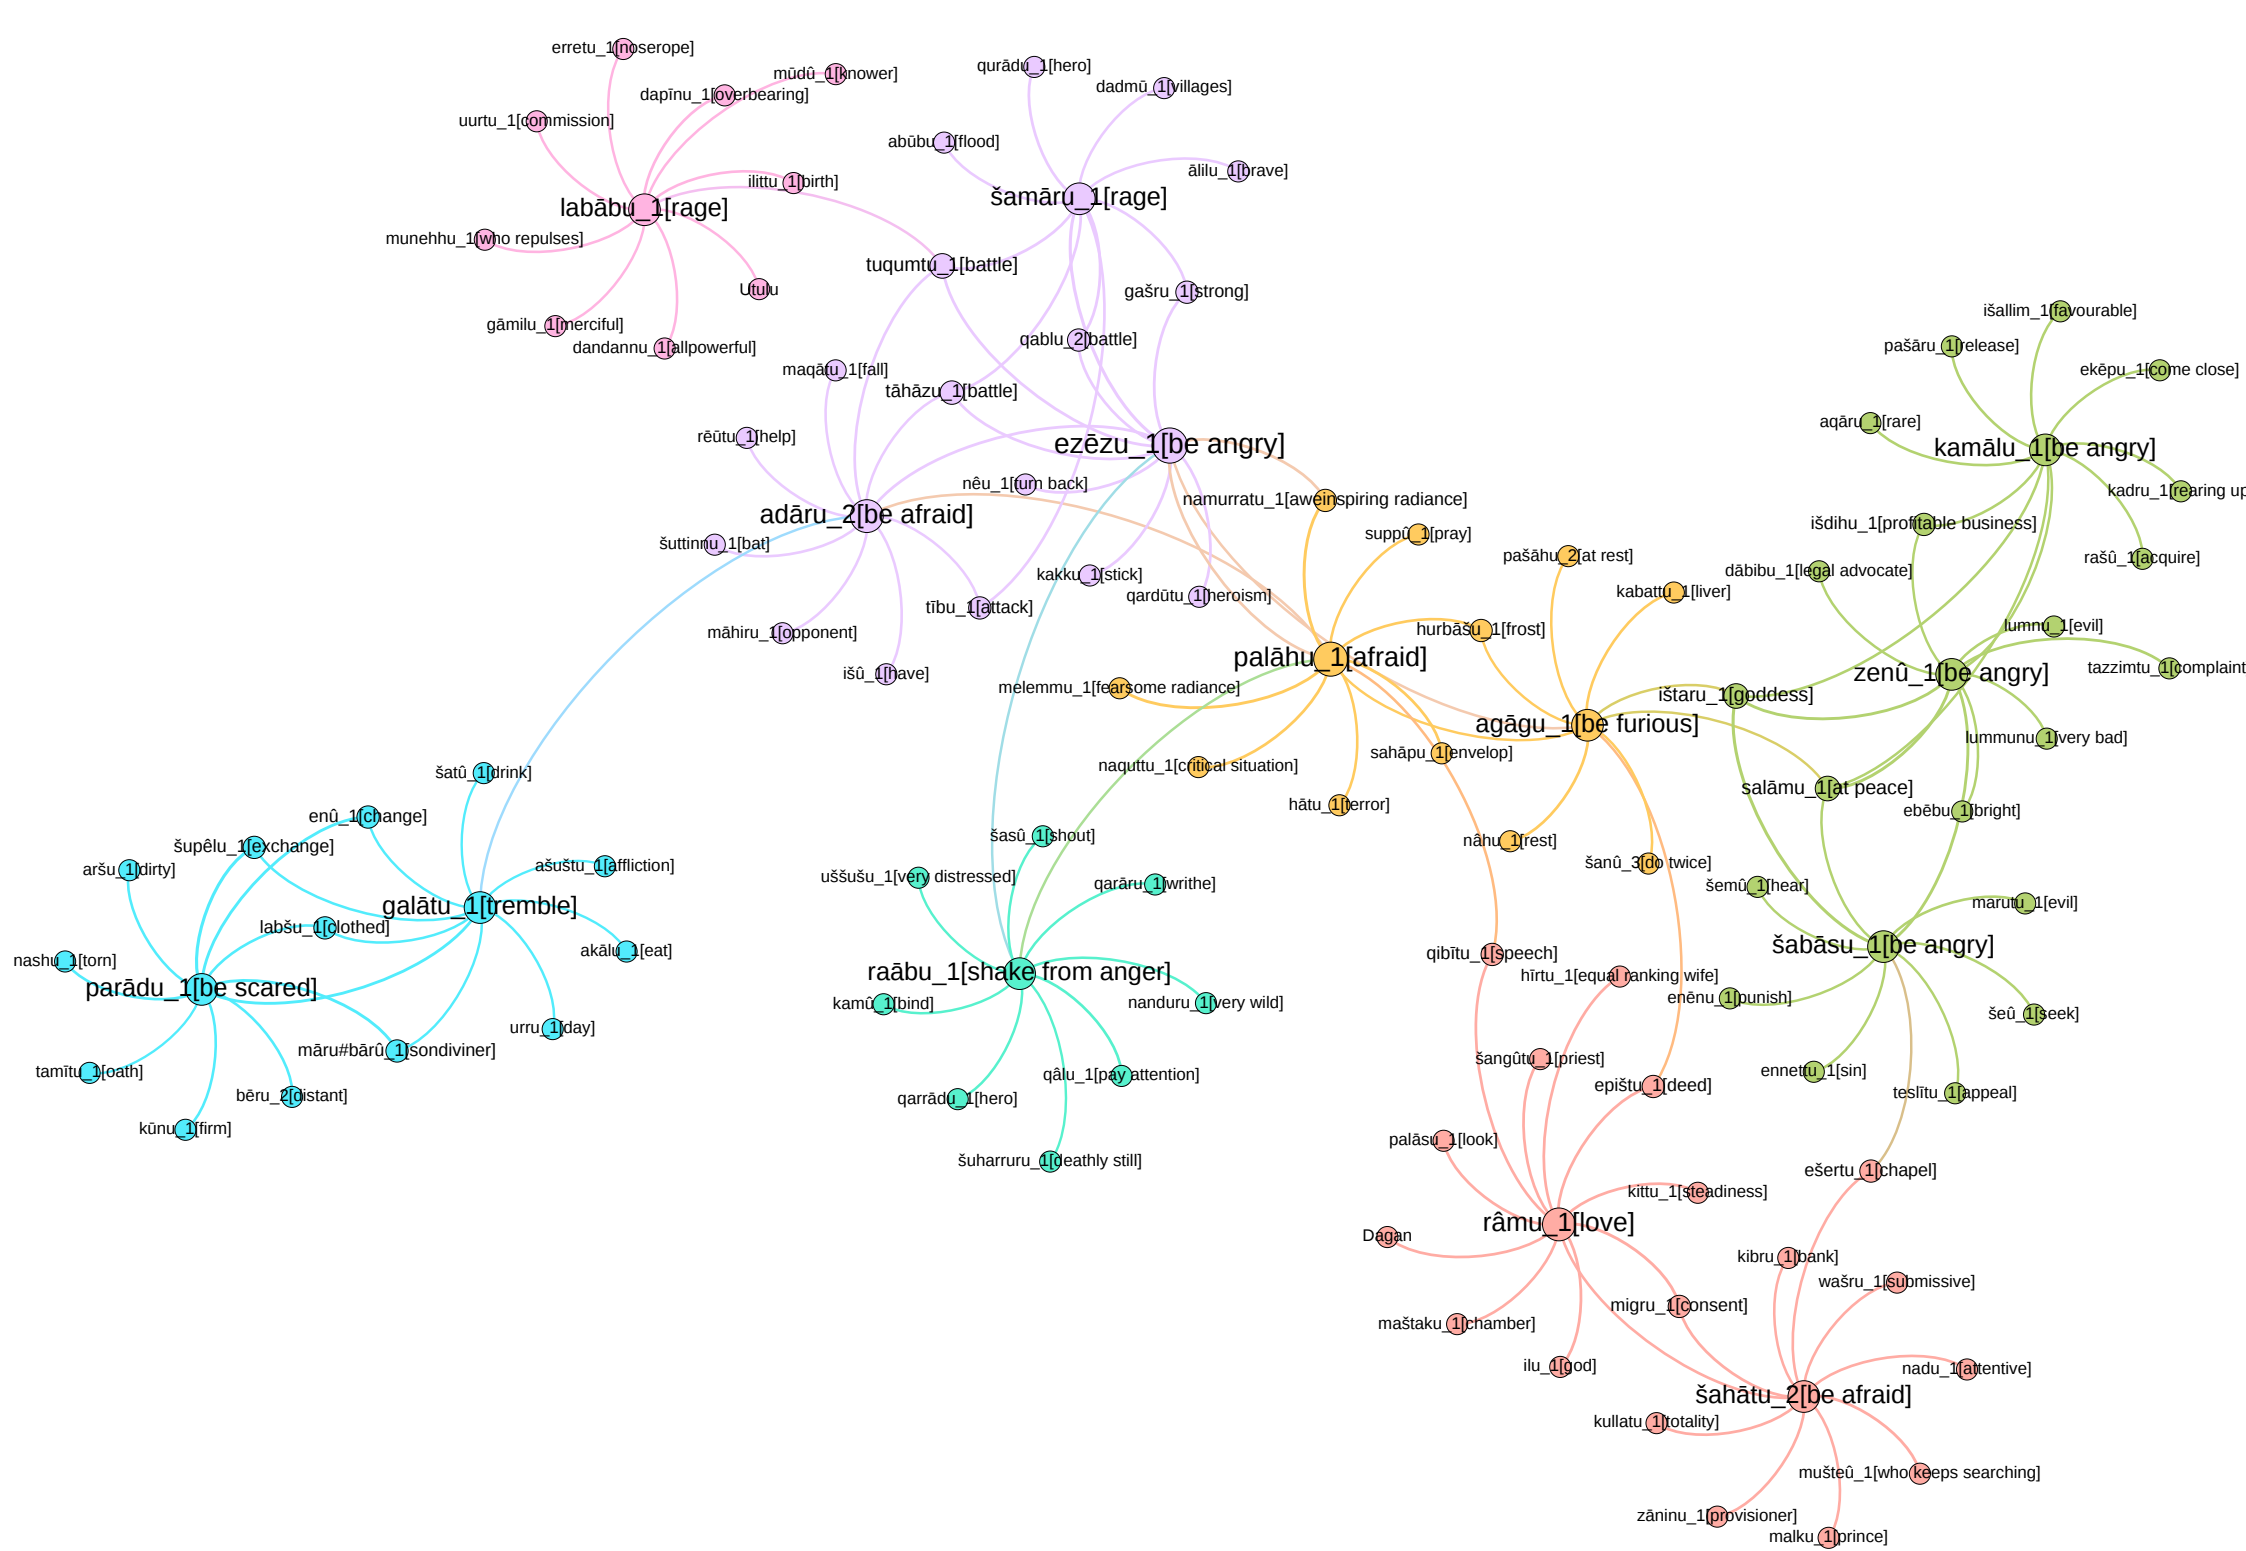 erretu_1[noserope]
mūdû_1[knower]
dapīnu_1[overbearing]
uurtu_1[commission]
ilittu_1[birth]
labābu_1[rage]
munehhu_1[who repulses]
Utulu
gāmilu_1[merciful]
dandannu_1[allpowerful]
qurādu_1[hero]
dadmū_1[villages]
abūbu_1[flood]
ālilu_1[brave]
šamāru_1[rage]
tuqumtu_1[battle]
gašru_1[strong]
qablu_2[battle]
maqātu_1[fall]
tāhāzu_1[battle]
rēūtu_1[help]
ezēzu_1[be angry]
nêu_1[turn back]
adāru_2[be afraid]
šuttinnu_1[bat]
kakku_1[stick]
qardūtu_1[heroism]
tību_1[attack]
māhiru_1[opponent]
išû_1[have]
namurratu_1[aweinspiring radiance]
suppû_1[pray]
pašāhu_2[at rest]
kabattu_1[liver]
hurbāšu_1[frost]
palāhu_1[afraid]
melemmu_1[fearsome radiance]
agāgu_1[be furious]
sahāpu_1[envelop]
naquttu_1[critical situation]
hātu_1[terror]
nâhu_1[rest]
šanû_3[do twice]
išallim_1[favourable]
pašāru_1[release]
ekēpu_1[come close]
aqāru_1[rare]
kamālu_1[be angry]
kadru_1[rearing up
išdihu_1[profitable business]
rašû_1[acquire]
dābibu_1[legal advocate]
lumnu_1[evil]
zenû_1[be angry]
tazzimtu_1[complaint
ištaru_1[goddess]
lummunu_1[very bad]
salāmu_1[at peace]
ebēbu_1[bright]
šemû_1[hear]
marutu_1[evil]
šabāsu_1[be angry]
enēnu_1[punish]
šeû_1[seek]
ennettu_1[sin]
teslītu_1[appeal]
šatû_1[drink]
enû_1[change]
šupêlu_1[exchange]
aršu_1[dirty]
ašuštu_1[affliction]
galātu_1[tremble]
labšu_1[clothed]
akālu_1[eat]
nashu_1[torn]
parādu_1[be scared]
urru_1[day]
māru#bārû_1[sondiviner]
tamītu_1[oath]
bēru_2[distant]
kūnu_1[firm]
šasû_1[shout]
uššušu_1[very distressed]
qarāru_1[writhe]
raābu_1[shake from anger]
kamû_1[bind]
nanduru_1[very wild]
qâlu_1[pay attention]
qarrādu_1[hero]
šuharruru_1[deathly still]
qibītu_1[speech]
hīrtu_1[equal ranking wife]
šangûtu_1[priest]
epištu_1[deed]
palāsu_1[look]
ešertu_1[chapel]
kittu_1[steadiness]
râmu_1[love]
Dagan
kibru_1[bank]
wašru_1[submissive]
migru_1[consent]
maštaku_1[chamber]
ilu_1[god]
nadu_1[attentive]
šahātu_2[be afraid]
kullatu_1[totality]
mušteû_1[who keeps searching]
zāninu_1[provisioner]
malku_1[prince]